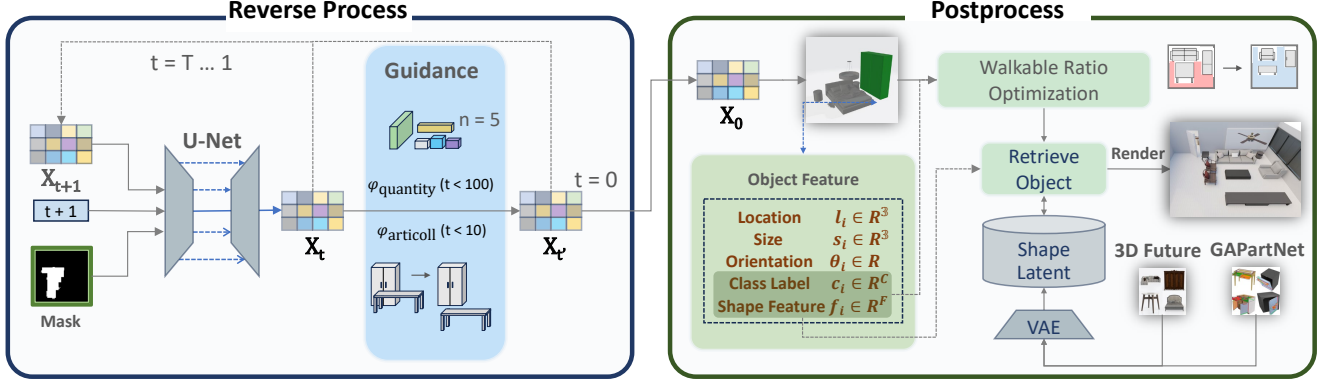 Reverse Process
t = T ... 1
X_{t+1}
t + 1
Mask
U-Net
X_t
Guidance
n = 5
φ_quantity (t < 100)
φ_articoll (t < 10)
X_{t'}
t = 0
Postprocess
X_0
Walkable Ratio
Optimization
Object Feature
Location l_i ∈ R^3
Size s_i ∈ R^3
Orientation θ_i ∈ R
Class Label c_i ∈ R^C
Shape Feature f_i ∈ R^F
Retrieve
Object
Render
Shape
Latent
VAE
3D Future
GAPartNet